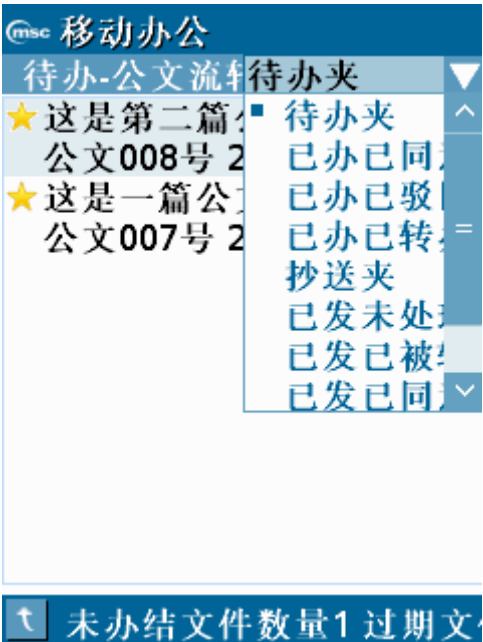 msc 移动办公
待办-公文流转 待办夹
这是第二篇
公文008号 2
这是一篇公
公文007号 2
待办夹
已办已同
已办已驳
已办已转
抄送夹
已发未处
已发已被
已发已同
未办结文件数量1 过期文